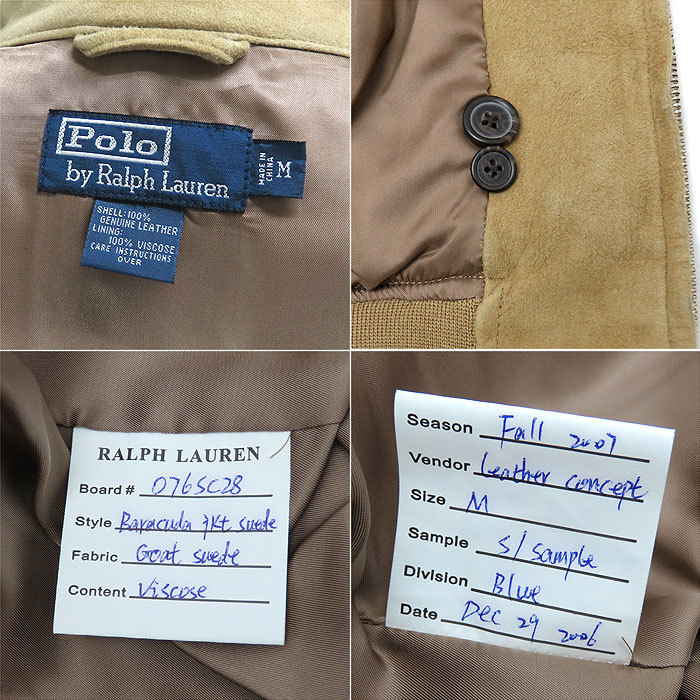 Polo
by Ralph Lauren
MADE IN
CHINA
M
SHELL: 100%
GENUINE LEATHER
LINING:
100% VISCOSE
CARE INSTRUCTIONS
OVER
RALPH LAUREN
Board # 076SC28
Style Baracuda JKt suede
Fabric Goat suede
Content Viscose
Season Fall 2007
Vendor Leather concept
Size M
Sample s/sample
Division Blue
Date Dec 29 2006